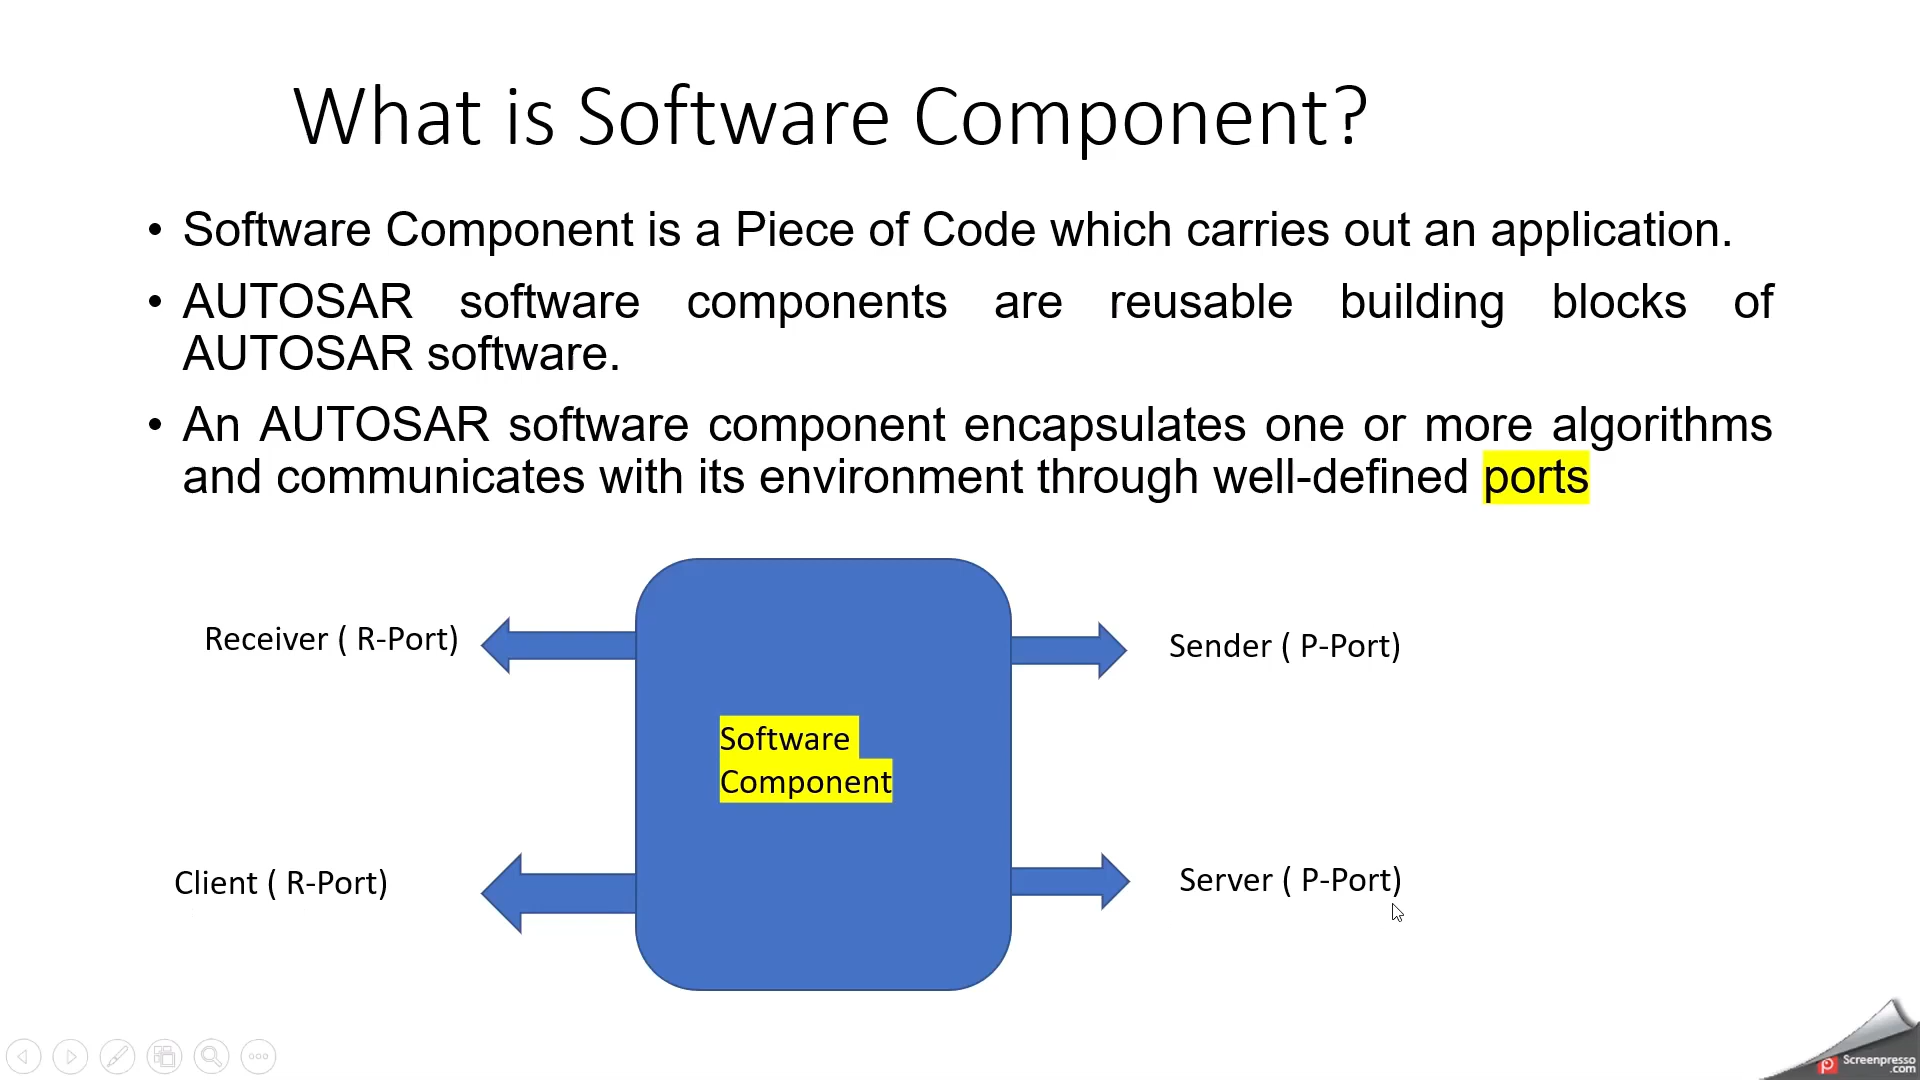 What is Software Component?
• Software Component is a Piece of Code which carries out an application.
• AUTOSAR software components are reusable building blocks of
AUTOSAR software.
• An AUTOSAR software component encapsulates one or more algorithms
and communicates with its environment through well-defined ports
Receiver ( R-Port)
Sender ( P-Port)
Software
Component
Client ( R-Port)
Server ( P-Port)
Screenpresso
.com